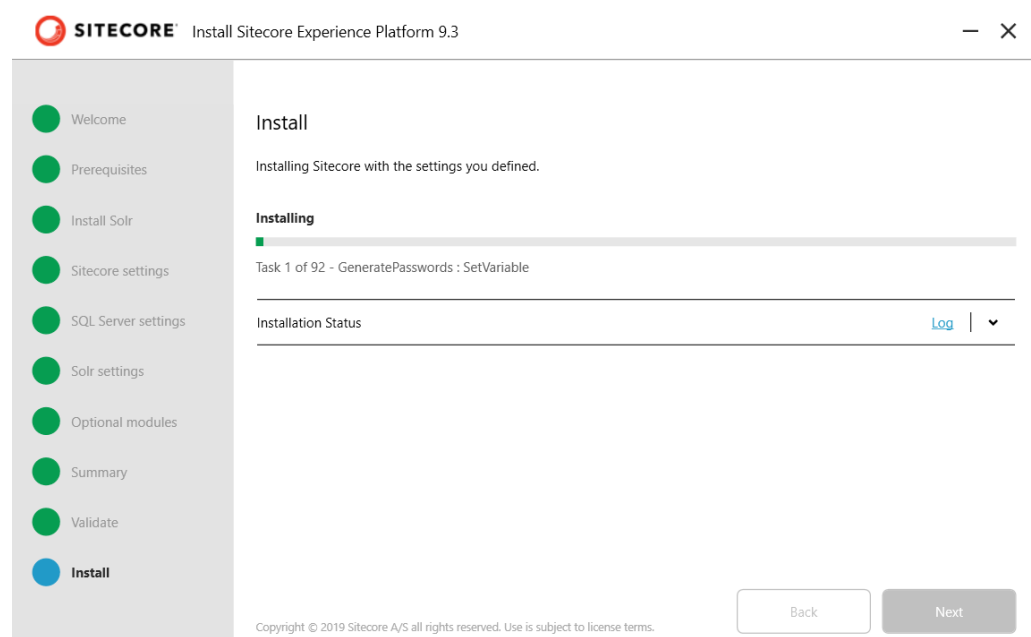 SITECORE Install Sitecore Experience Platform 9.3
Welcome
Prerequisites
Install Solr
Sitecore settings
SQL Server settings
Solr settings
Optional modules
Summary
Validate
Install
Install
Installing Sitecore with the settings you defined.
Installing
Task 1 of 92 - GeneratePasswords : SetVariable
Installation Status Log
Back Next
Copyright © 2019 Sitecore A/S all rights reserved. Use is subject to license terms.